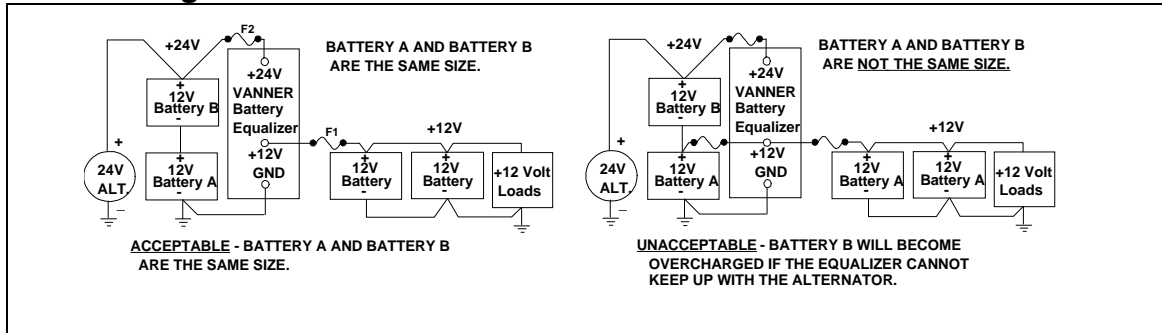 F2
+24V
BATTERY A AND BATTERY B
ARE THE SAME SIZE.
+
12V
Battery B
-
+24V
VANNER
Battery
Equalizer
+12V
GND
F1
+12V
+
24V
ALT.
–
+
12V
Battery A
-
+
12V
Battery
-
+
12V
Battery
-
+12 Volt
Loads
ACCEPTABLE - BATTERY A AND BATTERY B
ARE THE SAME SIZE.
+24V
BATTERY A AND BATTERY B
ARE NOT THE SAME SIZE.
+
12V
Battery B
-
+24V
VANNER
Battery
Equalizer
+12V
GND
+12V
+
24V
ALT.
–
+
12V
Battery A
-
+
12V
Battery A
-
+
12V
Battery A
-
+12 Volt
Loads
UNACCEPTABLE - BATTERY B WILL BECOME
OVERCHARGED IF THE EQUALIZER CANNOT
KEEP UP WITH THE ALTERNATOR.